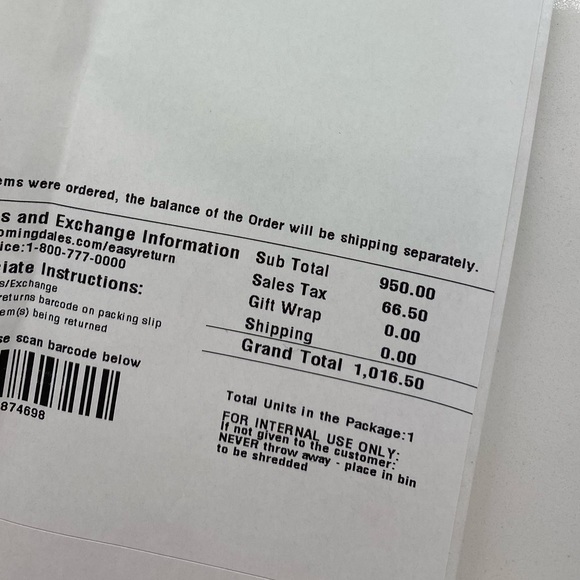 ems were ordered, the balance of the Order will be shipping separately.
s and Exchange Information
omingdales.com/easyreturn
ice:1-800-777-0000
iate Instructions:
s/Exchange
returns barcode on packing slip
em(s) being returned
se scan barcode below
874698
Sub Total 950.00
Sales Tax 66.50
Gift Wrap 0.00
Shipping 0.00
Grand Total 1,016.50
Total Units in the Package:1
FOR INTERNAL USE ONLY:
If not given to the customer:
NEVER throw away - place in bin
to be shredded